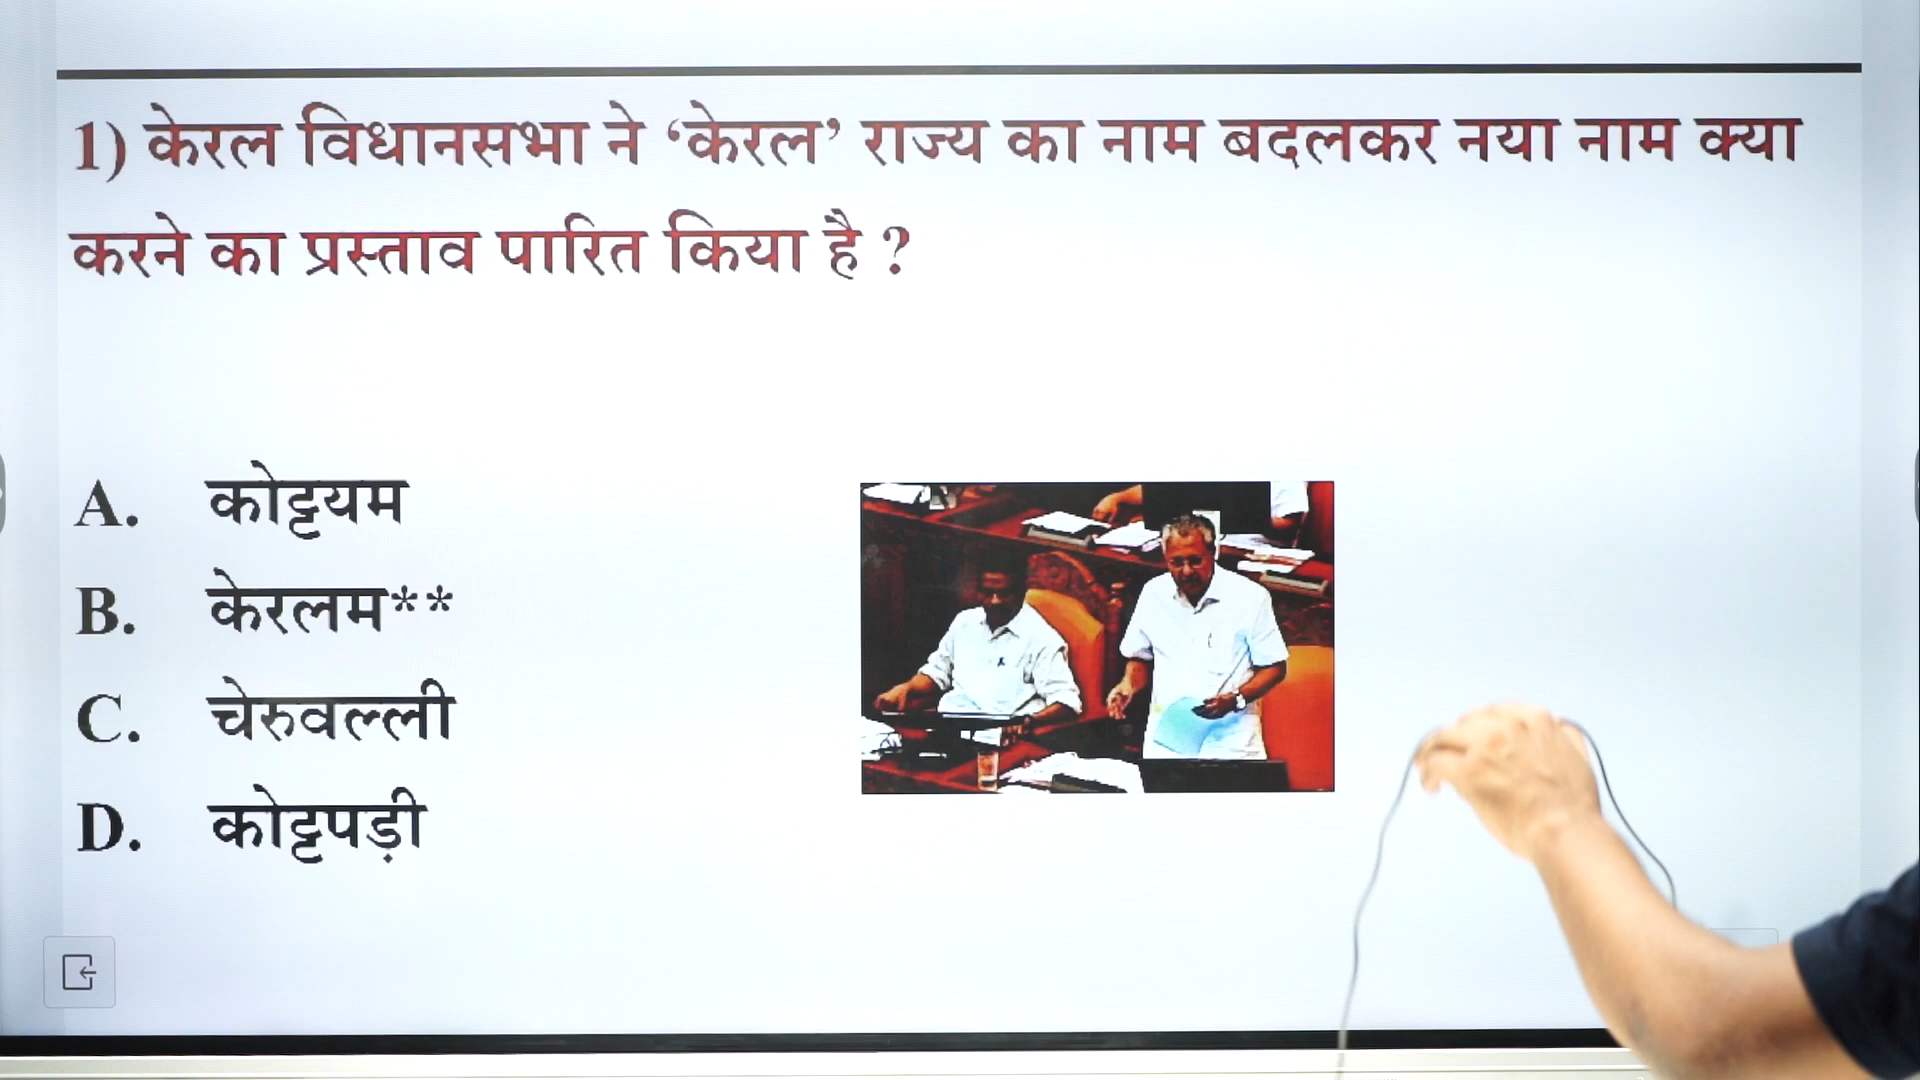 1) केरल विधानसभा ने ‘केरल’ राज्य का नाम बदलकर नया नाम क्या
करने का प्रस्ताव पारित किया है ?
A. कोट्टयम
B. केरलम**
C. चेरुवल्ली
D. कोट्टपड़ी